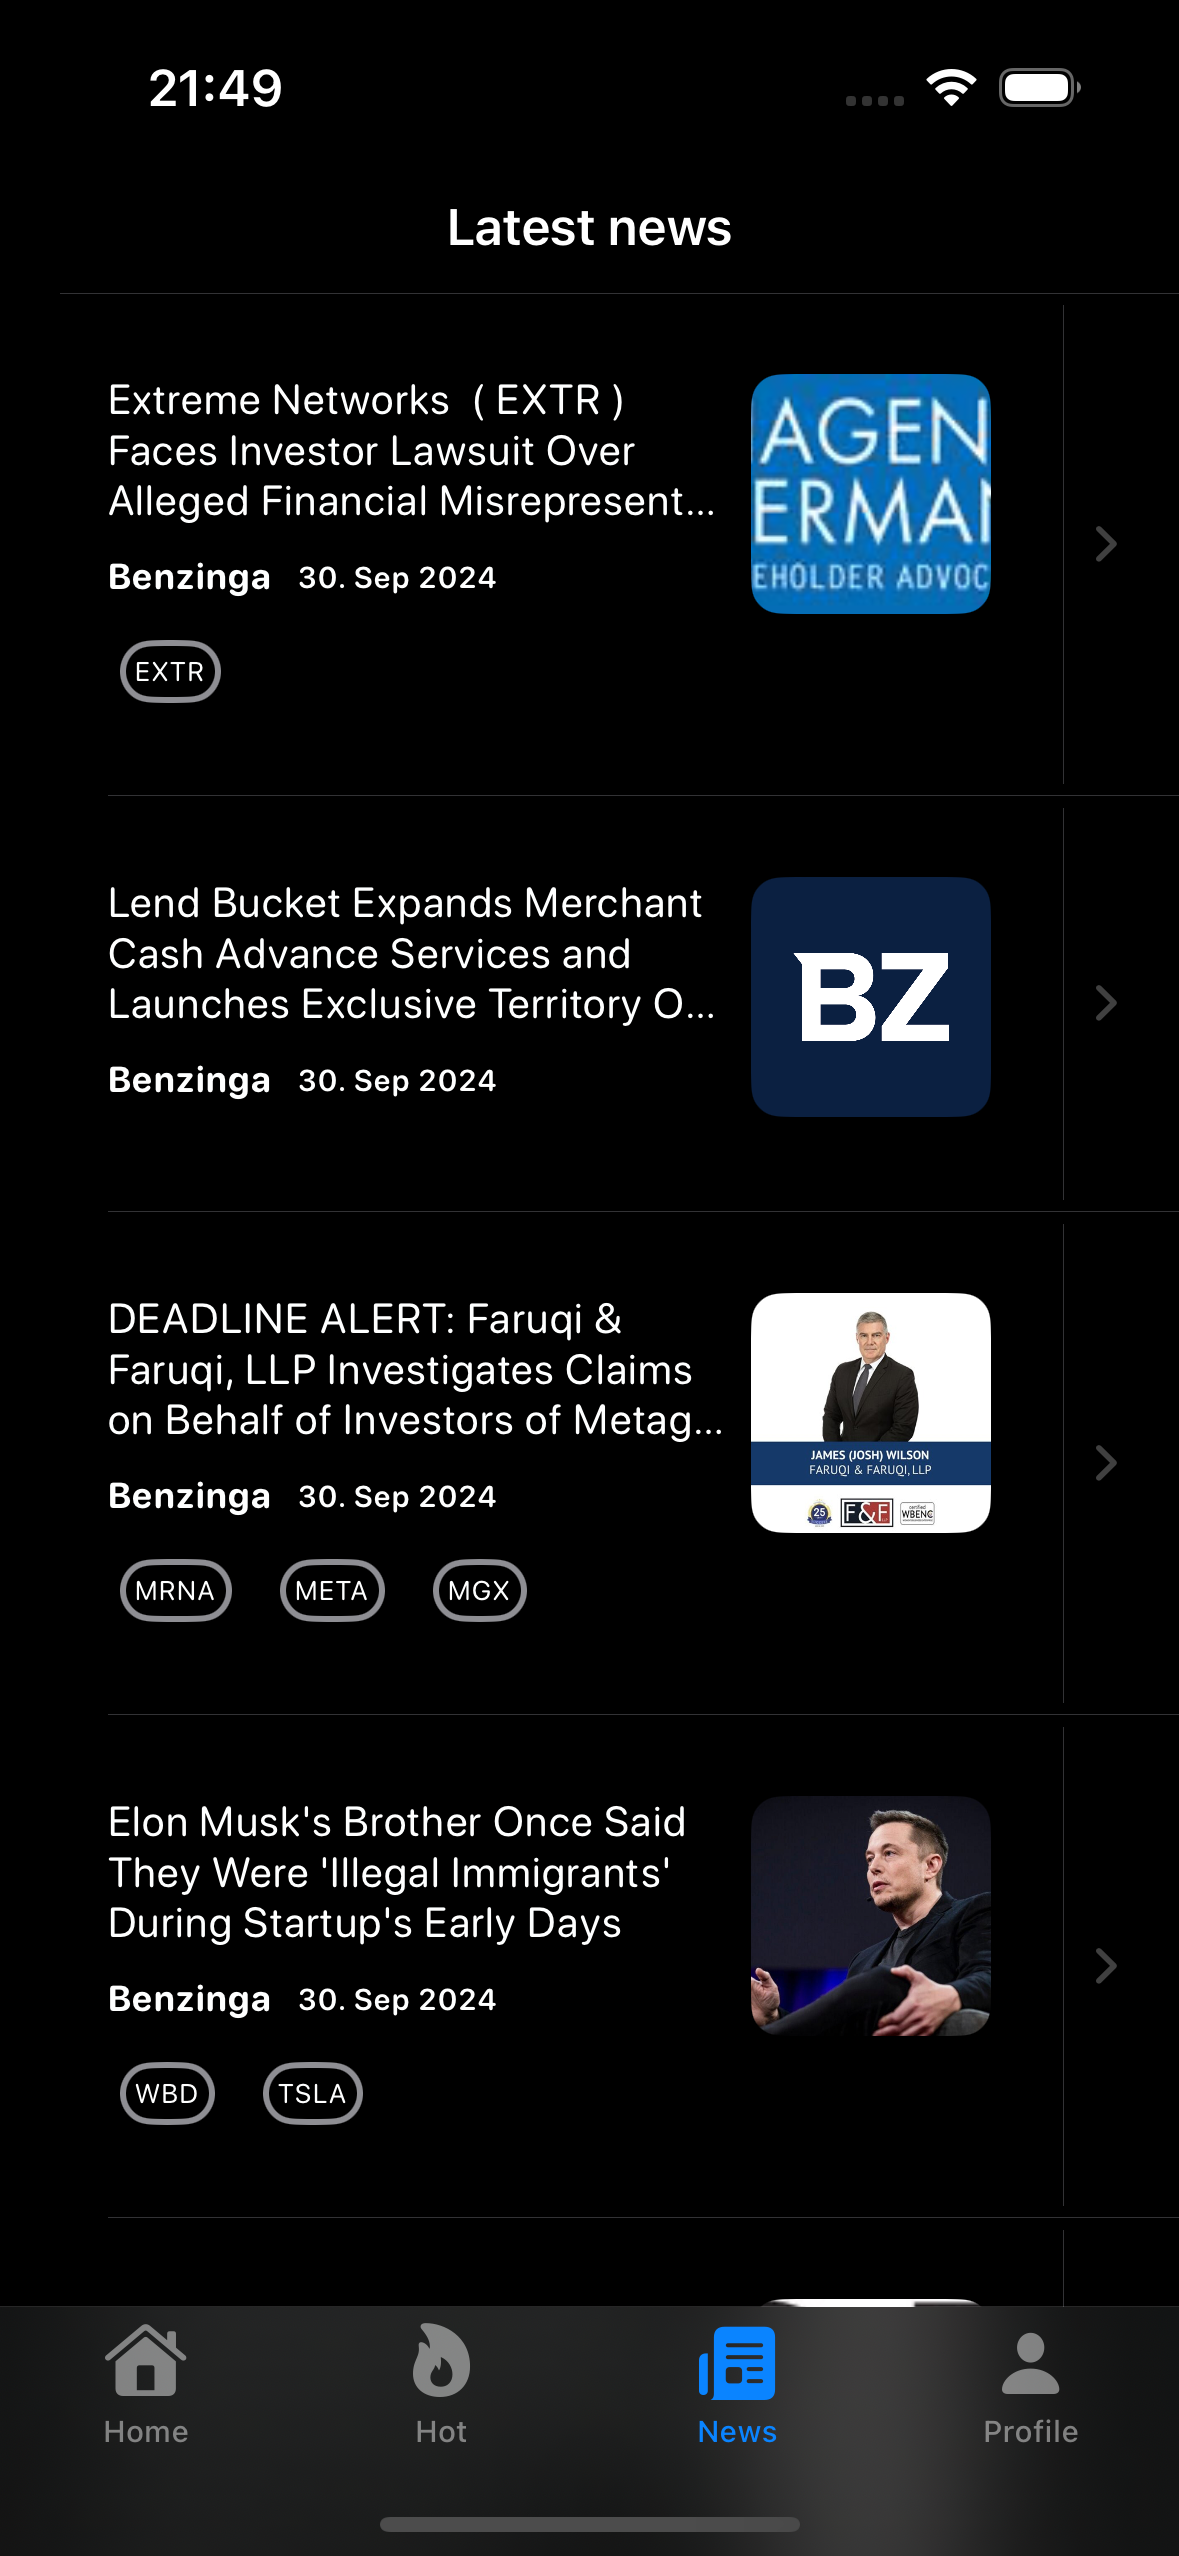 21:49
Latest news
Extreme Networks ( EXTR )
Faces Investor Lawsuit Over
Alleged Financial Misrepresent...
Benzinga 30. Sep 2024
EXTR
AGEN
ERMAN
EHOLDER ADVOC
Lend Bucket Expands Merchant
Cash Advance Services and
Launches Exclusive Territory O...
Benzinga 30. Sep 2024
BZ
DEADLINE ALERT: Faruqi &
Faruqi, LLP Investigates Claims
on Behalf of Investors of Metag...
Benzinga 30. Sep 2024
MRNA META MGX
JAMES (JOSH) WILSON
FARUQI & FARUQI, LLP
25 F&F certified
WBENC
Elon Musk's Brother Once Said
They Were 'Illegal Immigrants'
During Startup's Early Days
Benzinga 30. Sep 2024
WBD TSLA
Home Hot News Profile